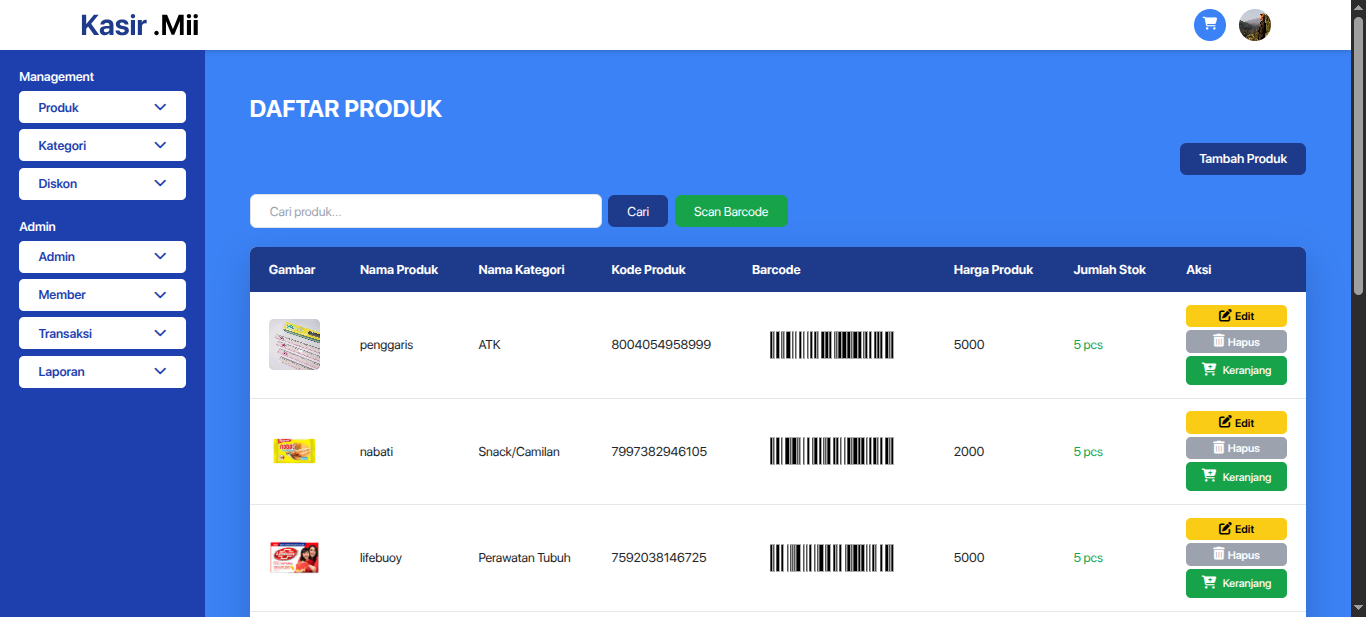 Kasir .Mii
Management
Produk
Kategori
Diskon
Admin
Admin
Member
Transaksi
Laporan
DAFTAR PRODUK
Tambah Produk
Cari produk... Cari Scan Barcode
Gambar Nama Produk Nama Kategori Kode Produk Barcode Harga Produk Jumlah Stok Aksi
penggaris ATK 8004054958999 5000 5 pcs
Edit
Hapus
Keranjang
nabati Snack/Camilan 7997382946105 2000 5 pcs
Edit
Hapus
Keranjang
lifebuoy Perawatan Tubuh 7592038146725 5000 5 pcs
Edit
Hapus
Keranjang